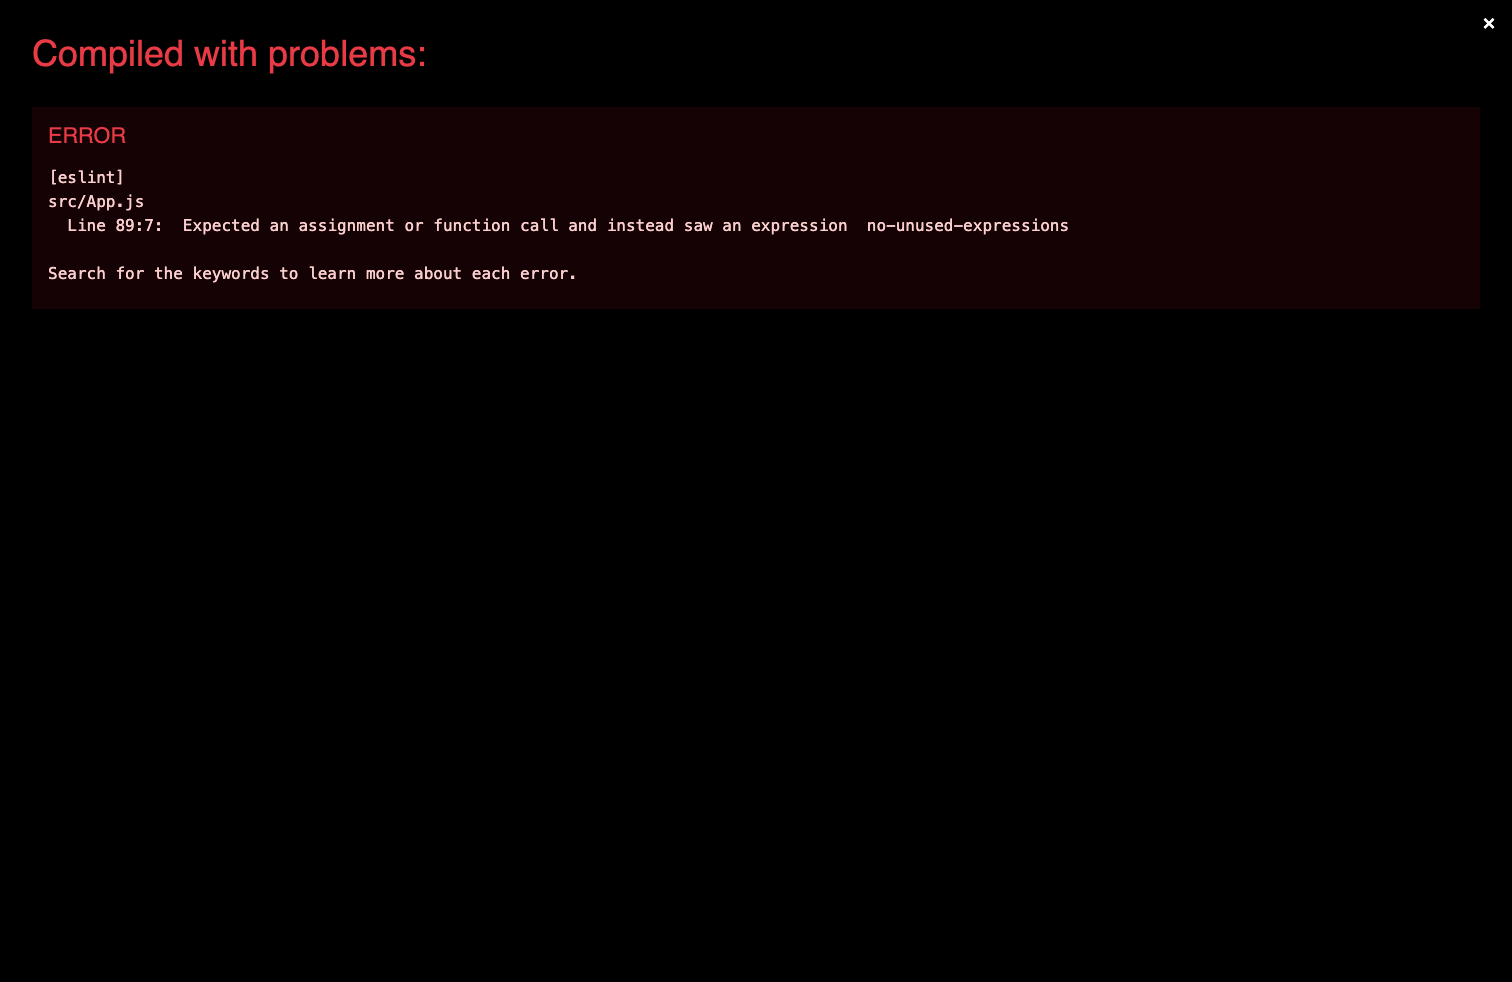 ×
Compiled with problems:
ERROR
[eslint]
src/App.js
  Line 89:7:  Expected an assignment or function call and instead saw an expression  no-unused-expressions
Search for the keywords to learn more about each error.